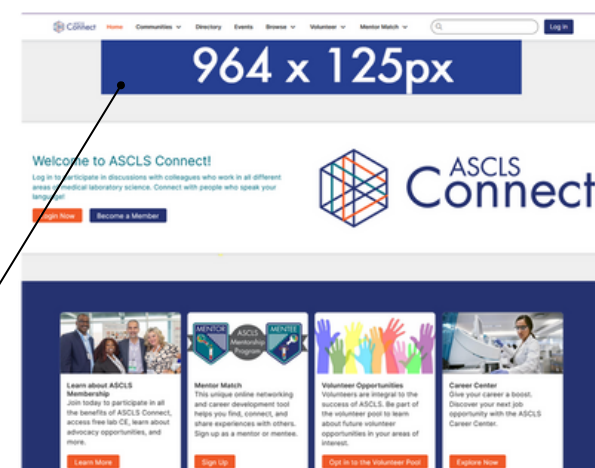 Connect Home Communities Directory Events Browse Volunteer Mentor Match Log in
964 x 125px
Welcome to ASCLS Connect!
Log in to participate in discussions with colleagues who work in all different
areas of medical laboratory science. Connect with people who speak your
language!
Login Now Become a Member
ASCLS
Connect
MENTOR ASCLS Mentorship Program MENTEE
Learn about ASCLS
Membership
Join today to participate in all
the benefits of ASCLS Connect,
access free lab CE, learn about
advocacy opportunities, and
more.
Learn More
Mentor Match
This unique online networking
and career development tool
helps you find, connect, and
share experiences with others.
Sign up as a mentor or mentee.
Sign Up
Volunteer Opportunities
Volunteers are integral to the
success of ASCLS. Be part of
the volunteer pool to learn
about future volunteer
opportunities in your areas of
interest.
Opt in to the Volunteer Pool
Career Center
Give your career a boost.
Discover your next job
opportunity with the ASCLS
Career Center.
Explore Now